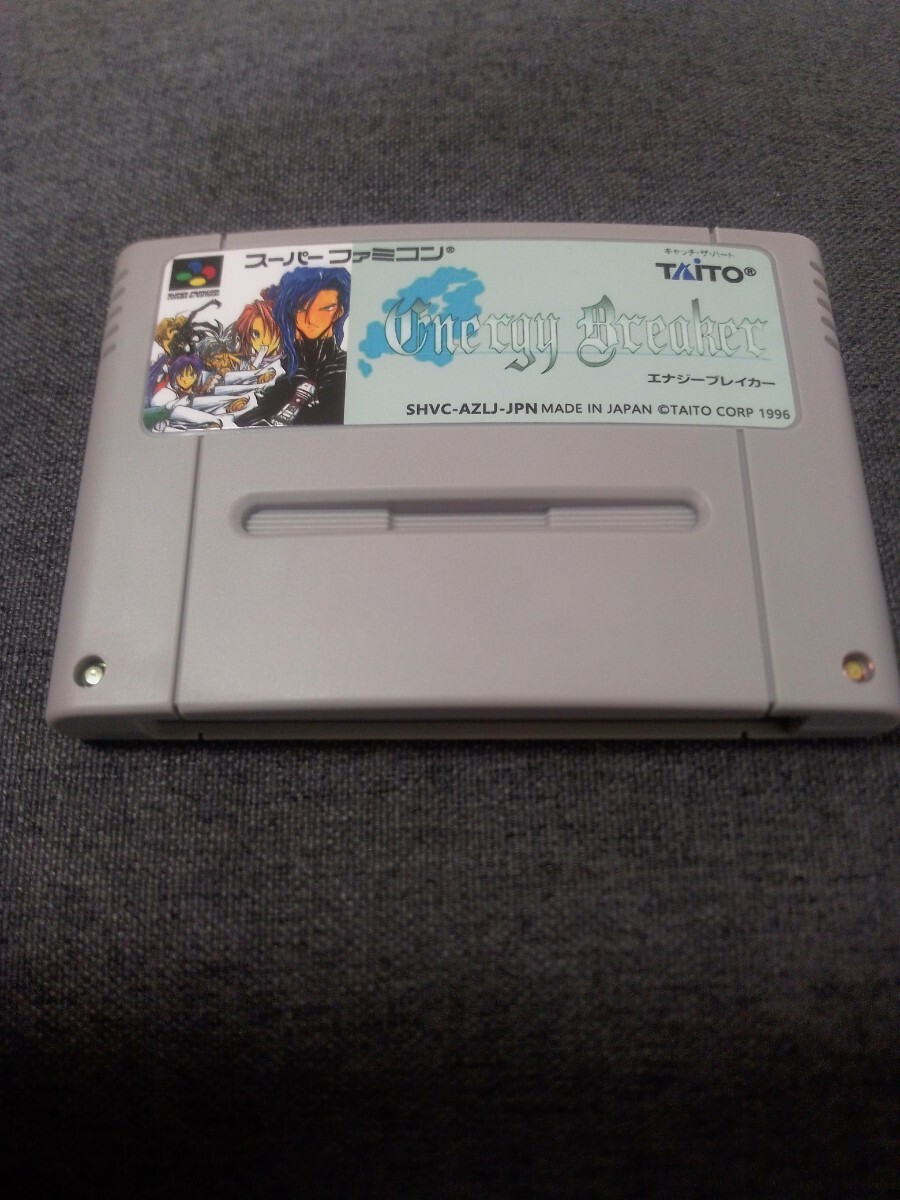 スーパーファミコン®
キャッチ・ザ・ハート
TAITO®
Energy Breaker
エナジーブレイカー
SHVC-AZLJ-JPN MADE IN JAPAN ©TAITO CORP 1996